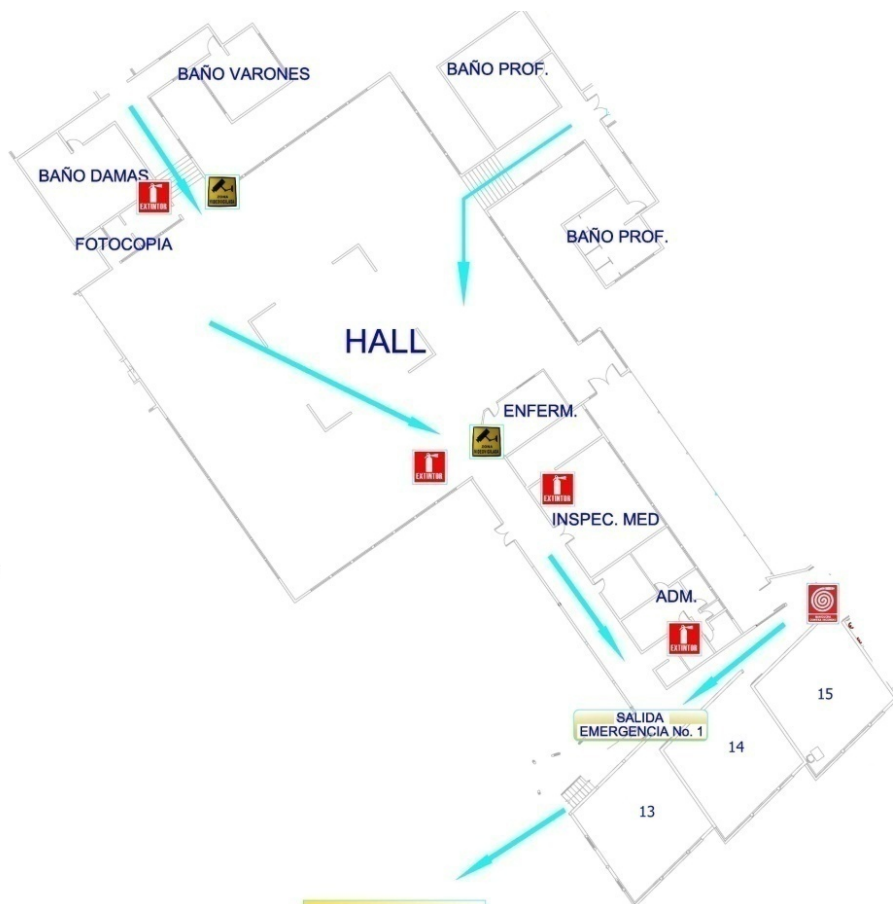 BAÑO VARONES
BAÑO PROF.
BAÑO DAMAS
EXTINTOR
FOTOCOPIA
BAÑO PROF.
HALL
ENFERM.
EXTINTOR
EXTINTOR
INSPEC. MED
ADM.
EXTINTOR
15
SALIDA
EMERGENCIA No. 1
14
13